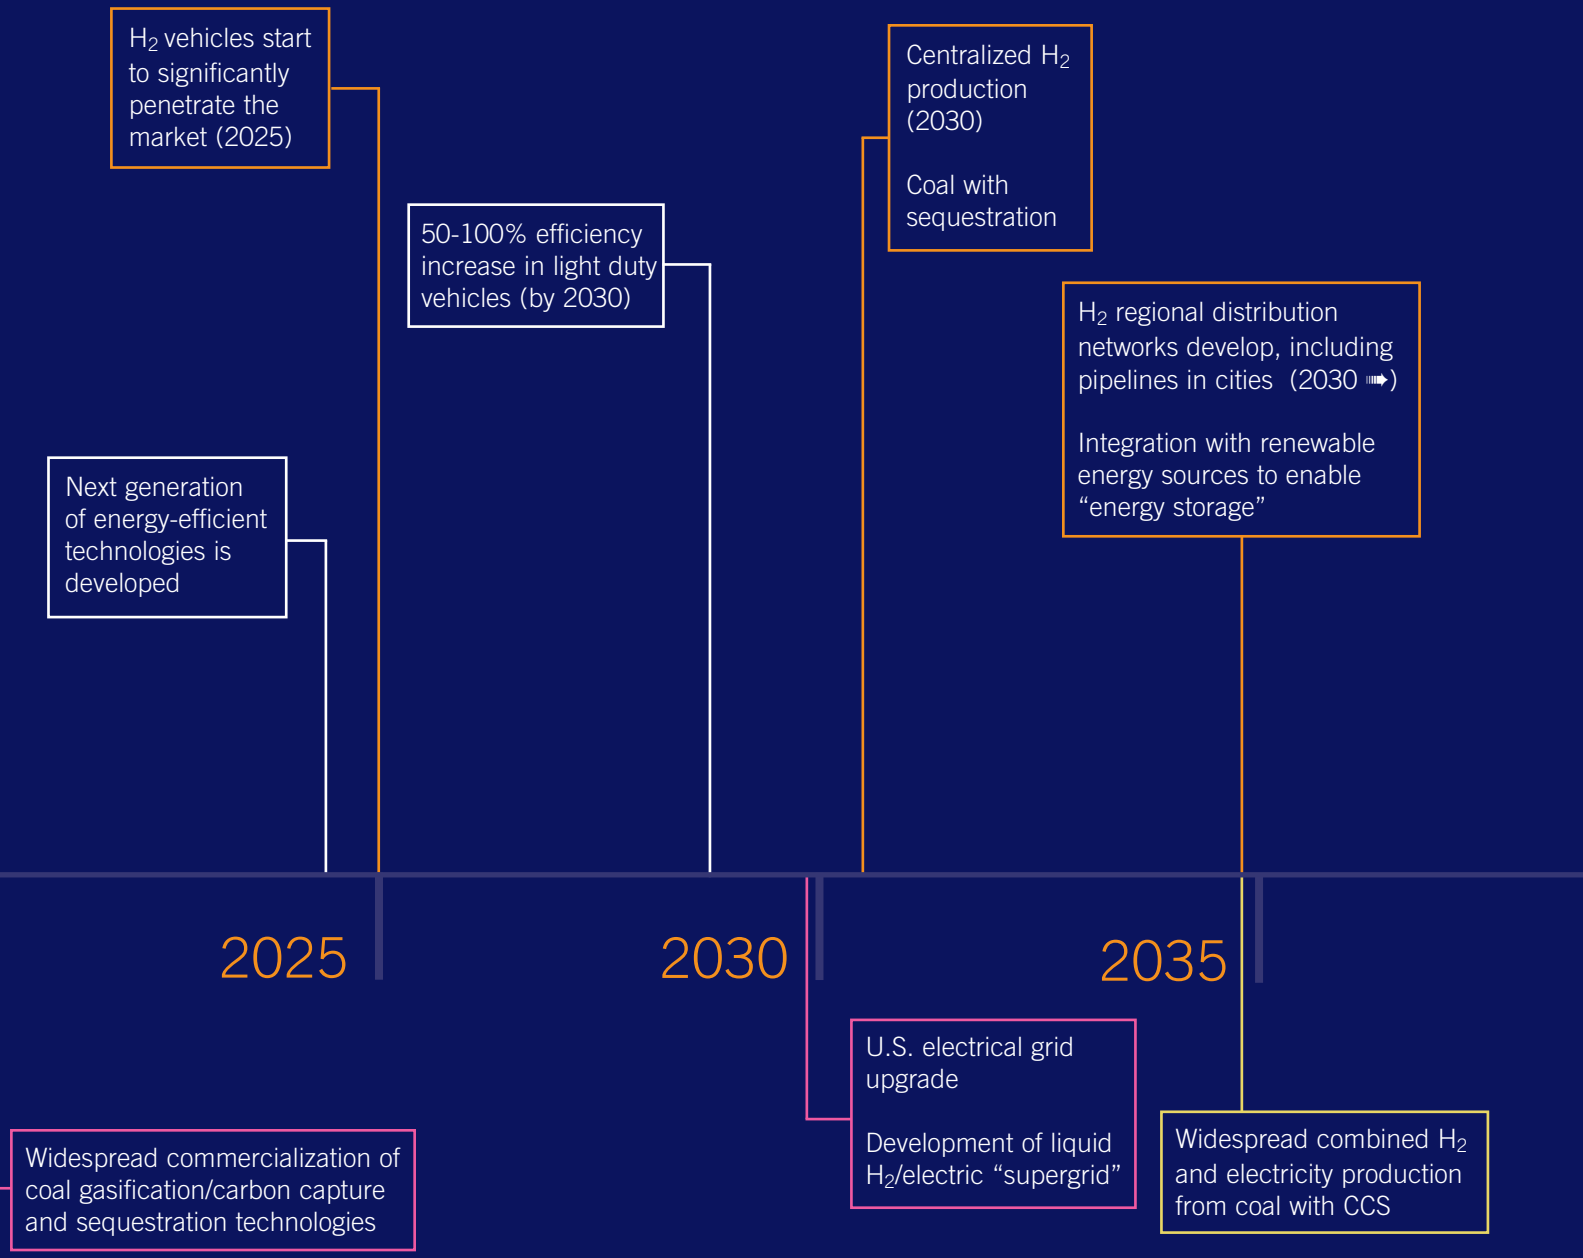 H₂ vehicles start
to significantly
penetrate the
market (2025)
Centralized H₂
production
(2030)
Coal with
sequestration
50-100% efficiency
increase in light duty
vehicles (by 2030)
H₂ regional distribution
networks develop, including
pipelines in cities (2030 ➠)
Integration with renewable
energy sources to enable
“energy storage”
Next generation
of energy-efficient
technologies is
developed
2025
2030
2035
U.S. electrical grid
upgrade
Development of liquid
H₂/electric “supergrid”
Widespread combined H₂
and electricity production
from coal with CCS
Widespread commercialization of
coal gasification/carbon capture
and sequestration technologies